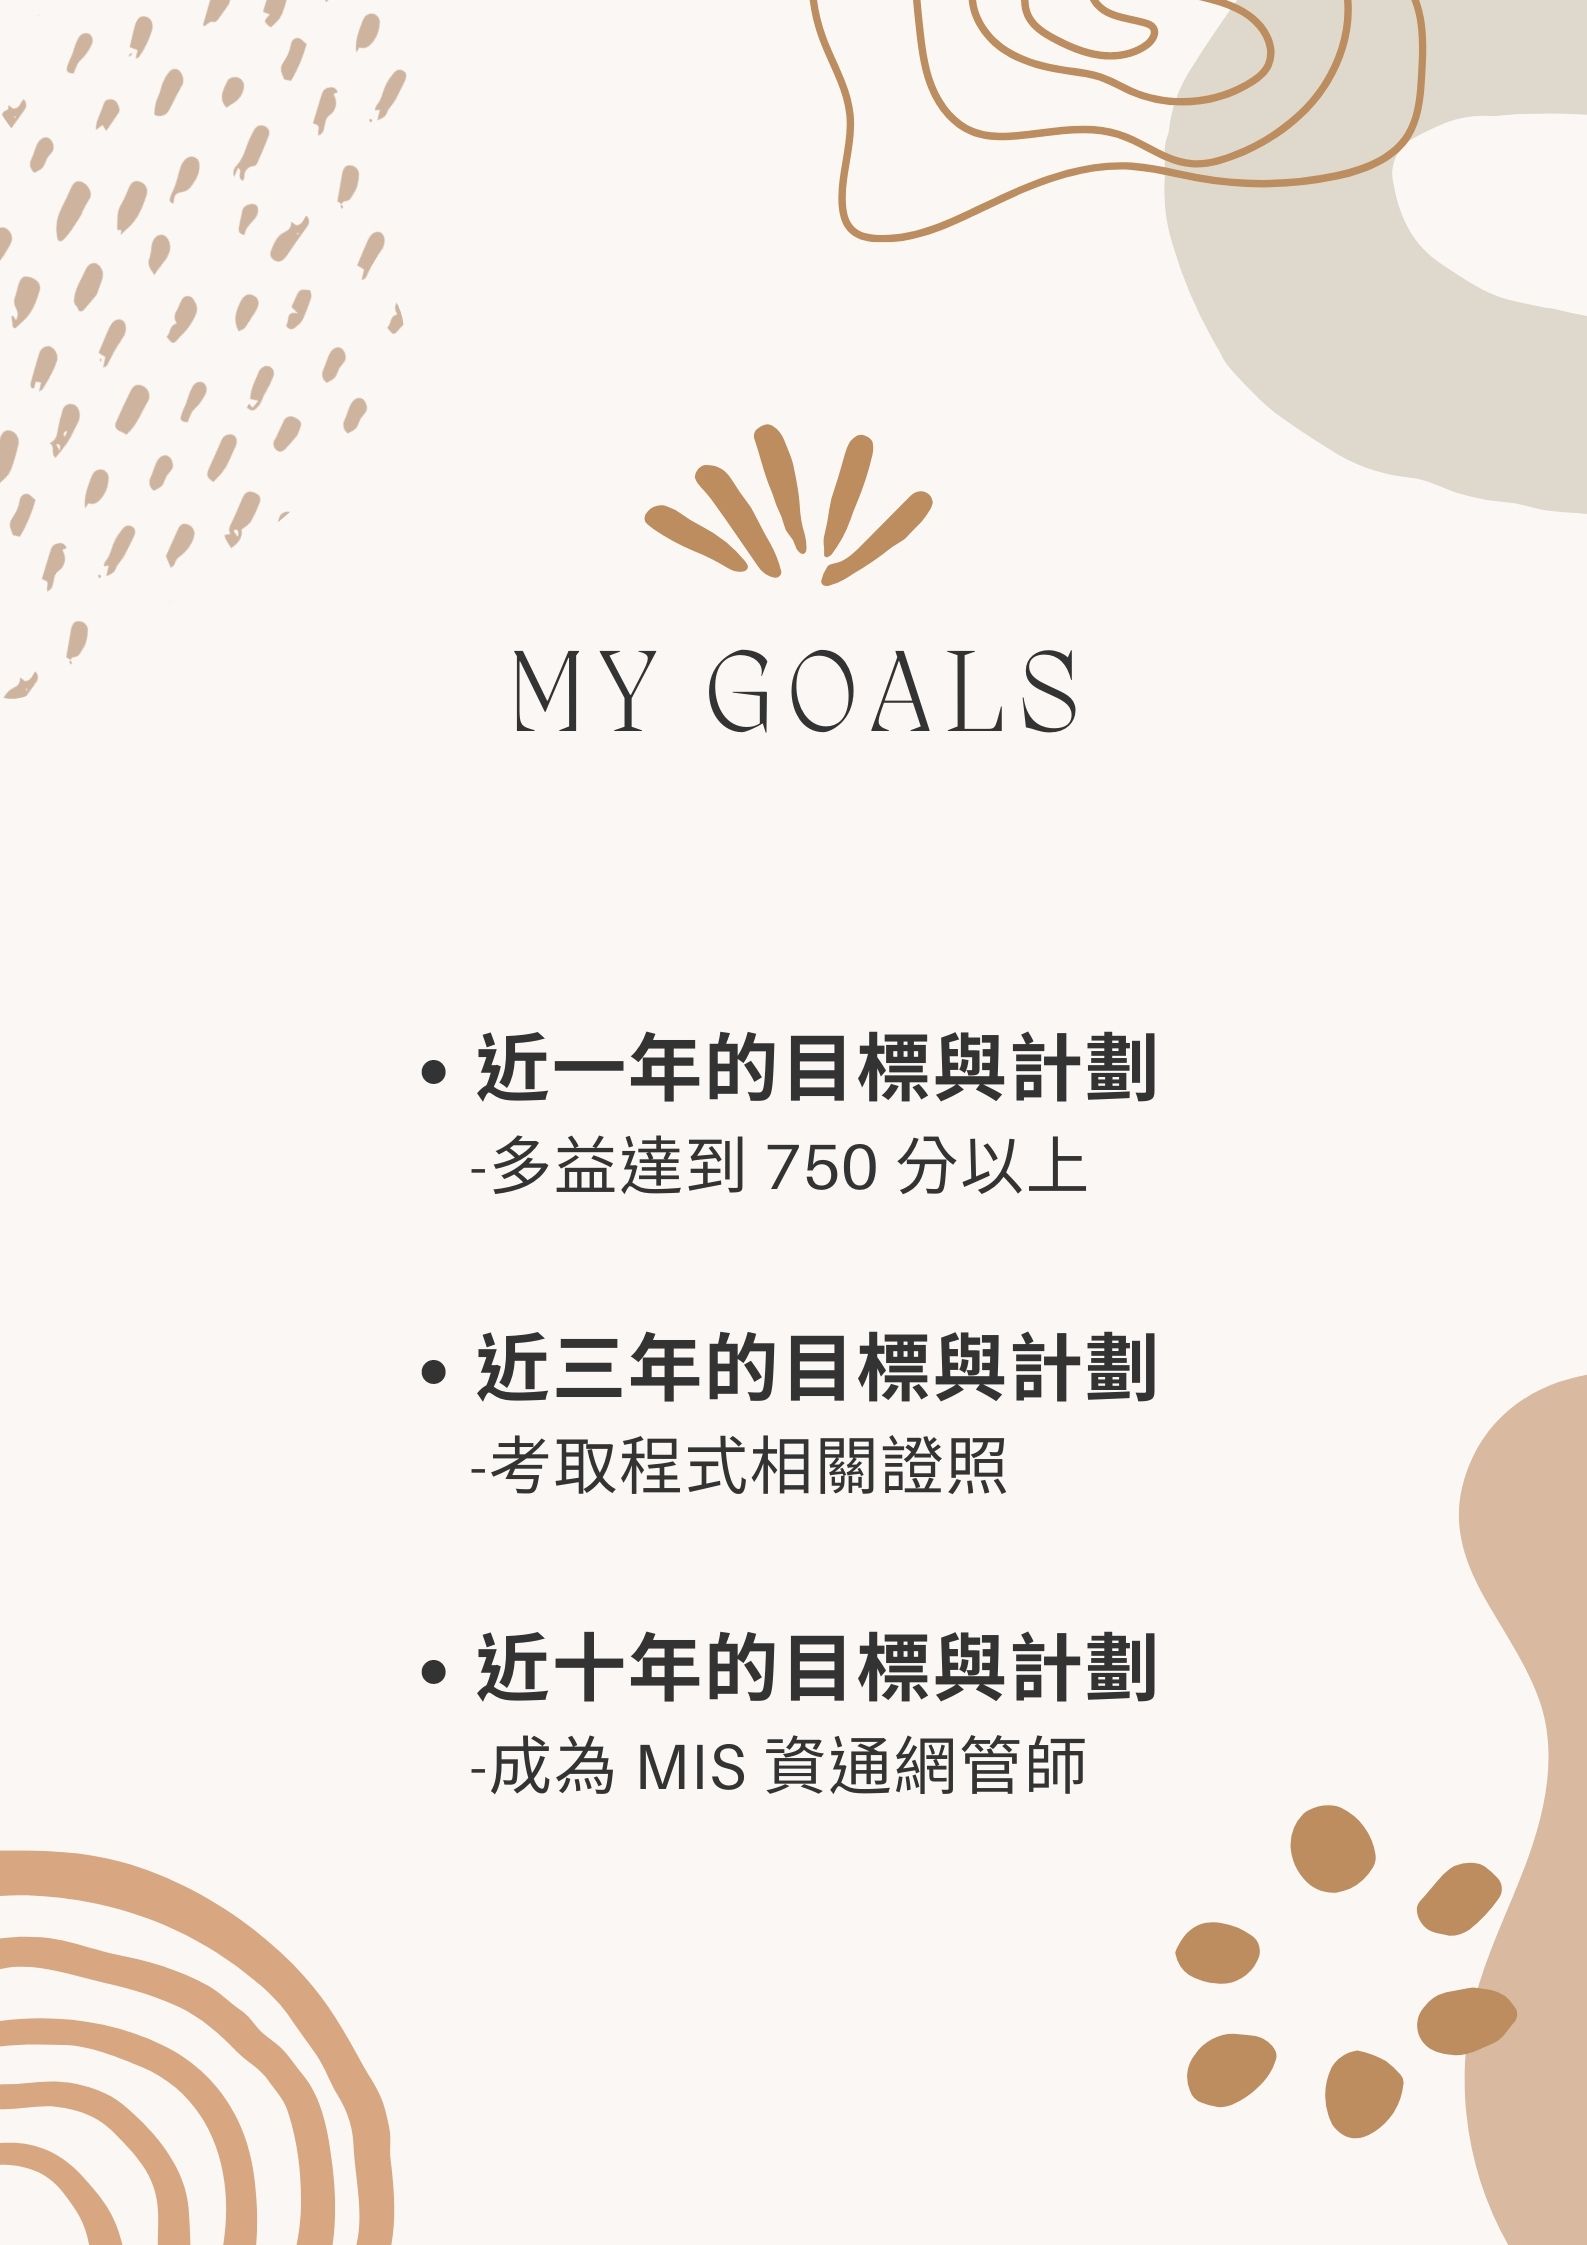 MY GOALS
• 近一年的目標與計劃
-多益達到 750 分以上
• 近三年的目標與計劃
-考取程式相關證照
• 近十年的目標與計劃
-成為 MIS 資通網管師